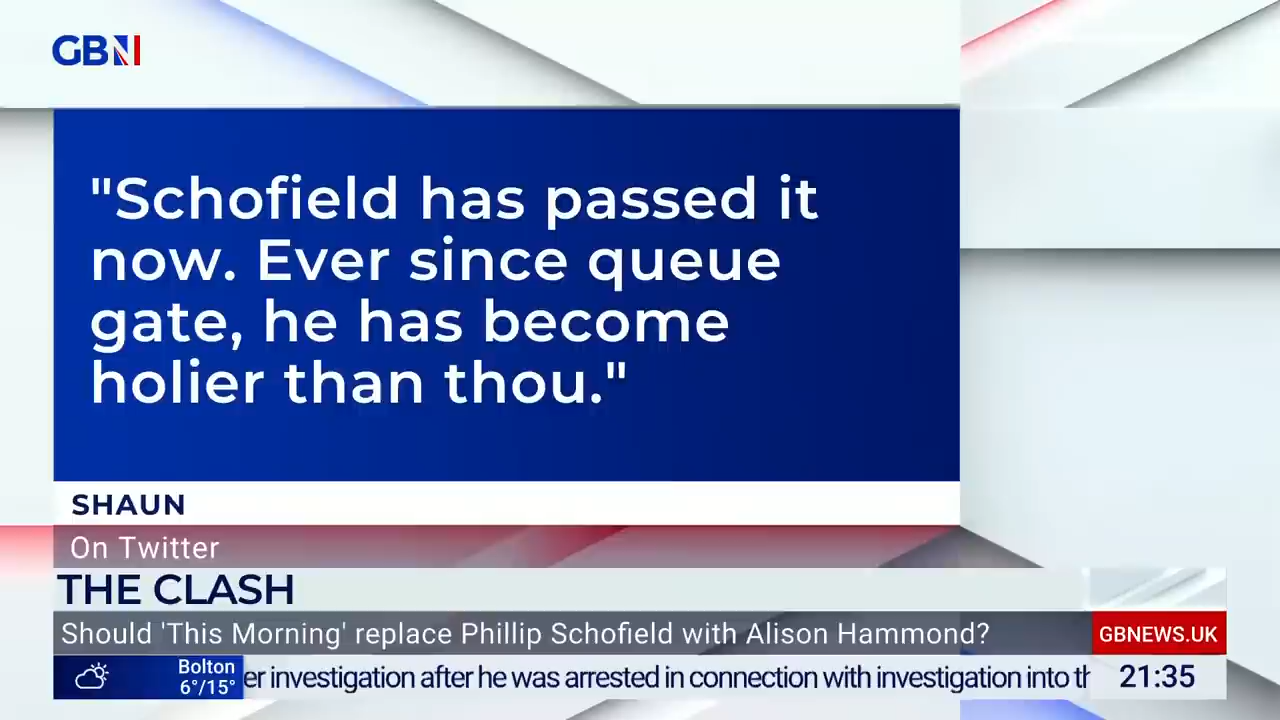 GBN
"Schofield has passed it
now. Ever since queue
gate, he has become
holier than thou."
SHAUN
On Twitter
THE CLASH
Should 'This Morning' replace Phillip Schofield with Alison Hammond?
GBNEWS.UK
Bolton
6°/15°
er investigation after he was arrested in connection with investigation into th
21:35